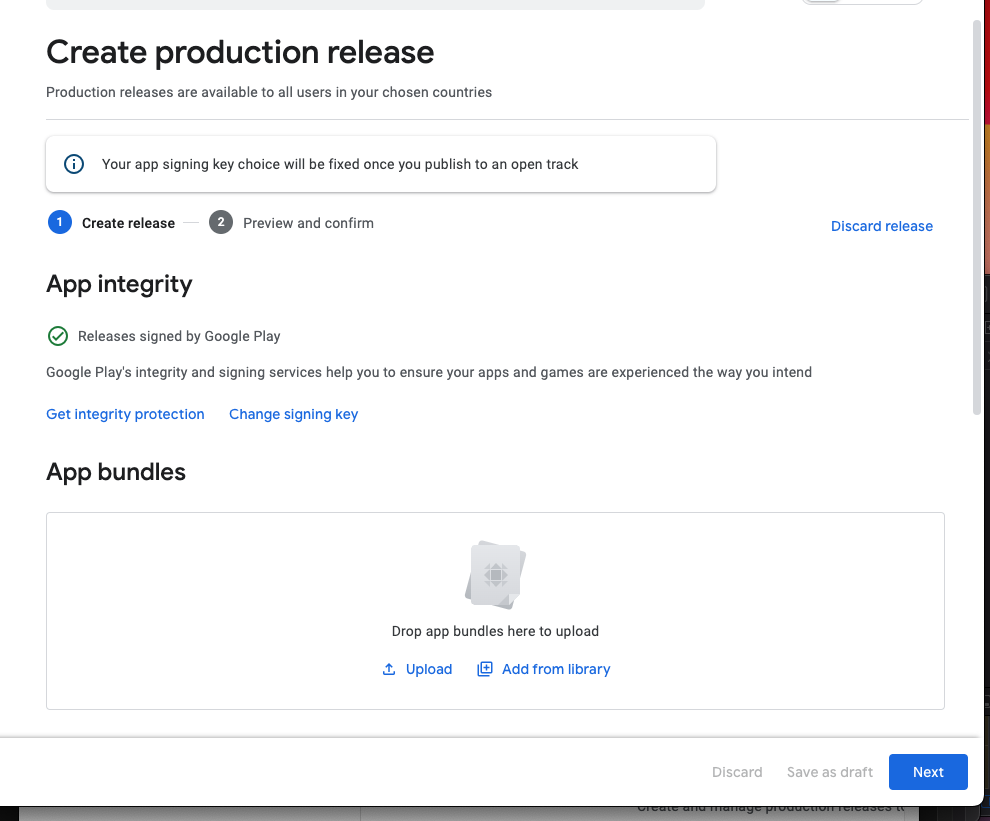 Create production release
Production releases are available to all users in your chosen countries
Your app signing key choice will be fixed once you publish to an open track
1 Create release 2 Preview and confirm
Discard release
App integrity
Releases signed by Google Play
Google Play's integrity and signing services help you to ensure your apps and games are experienced the way you intend
Get integrity protection Change signing key
App bundles
Drop app bundles here to upload
Upload Add from library
Discard Save as draft Next
Create and manage production releases